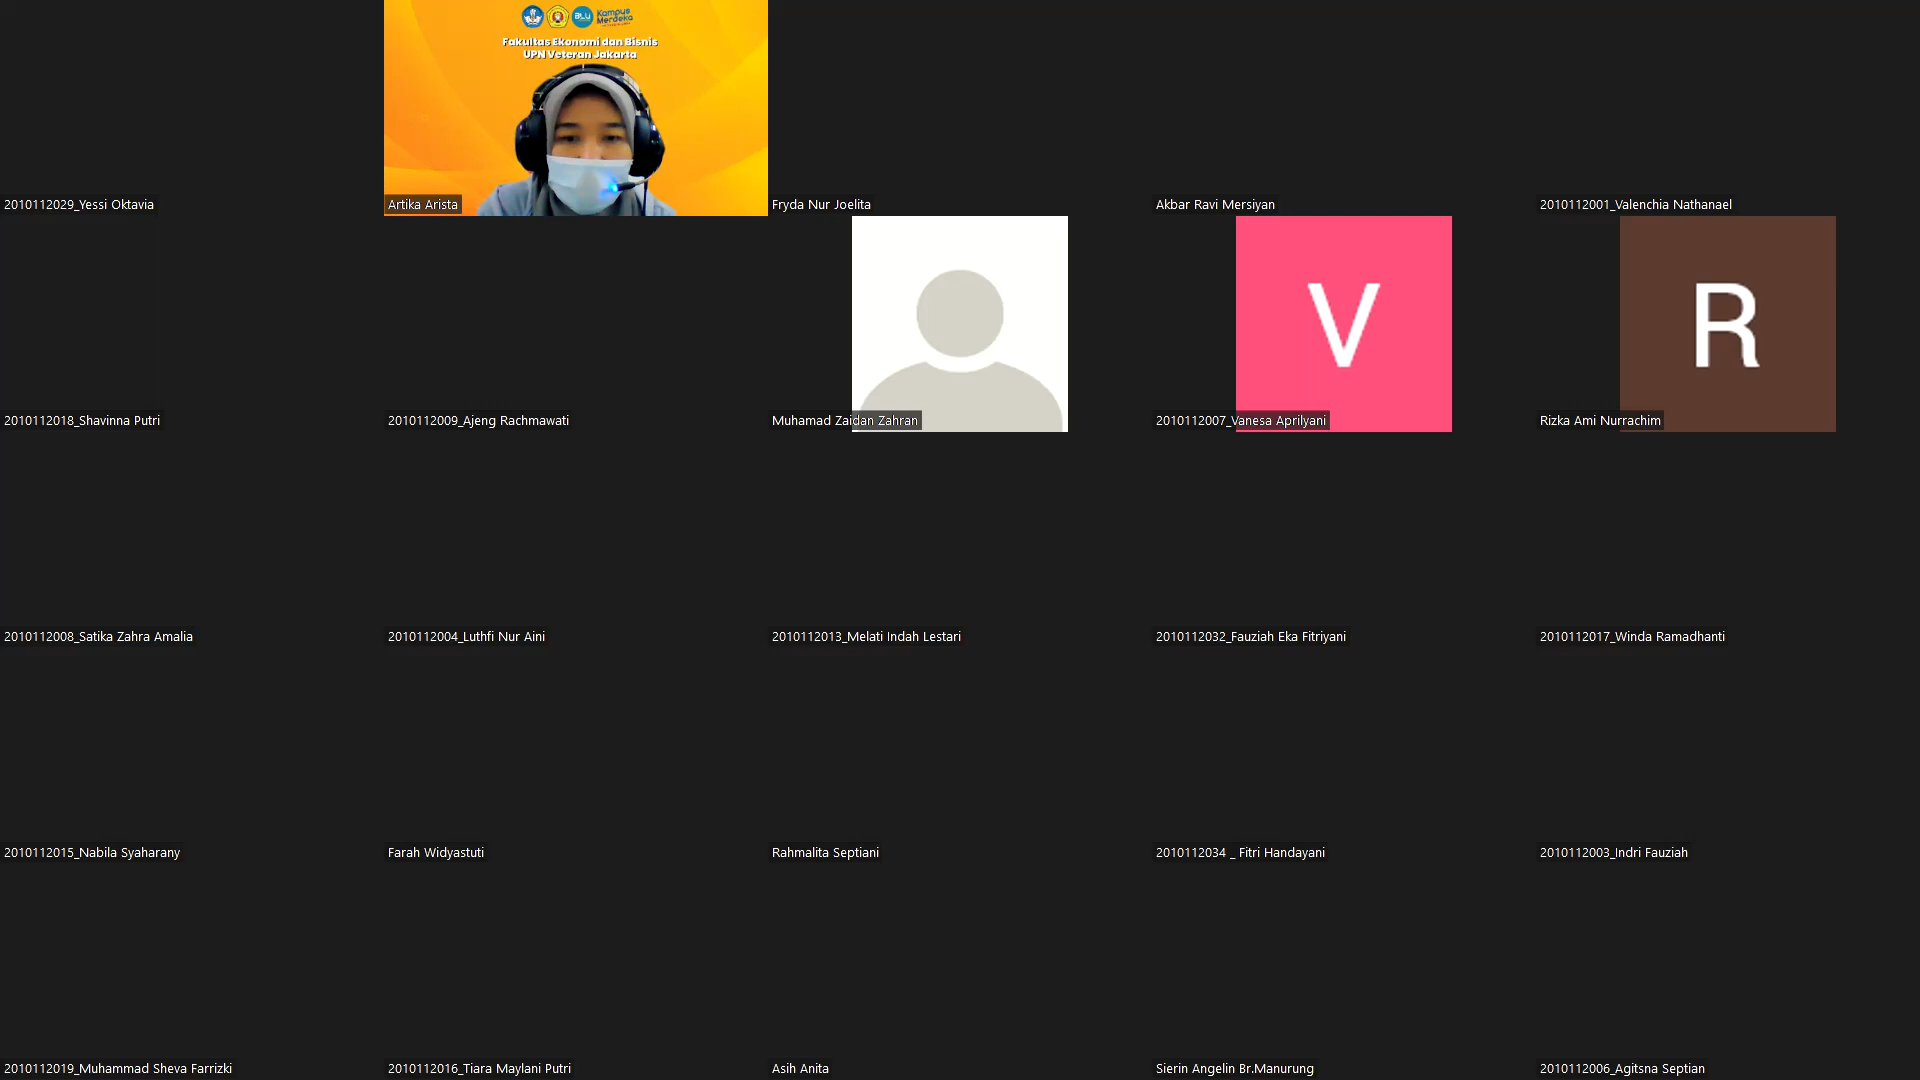 Kampus
Merdeka
Fakultas Ekonomi dan Bisnis
UPN Veteran Jakarta
2010112029_Yessi Oktavia
Artika Arista
Fryda Nur Joelita
Akbar Ravi Mersiyan
2010112001_Valenchia Nathanael
V
R
2010112018_Shavinna Putri
2010112009_Ajeng Rachmawati
Muhamad Zaidan Zahran
2010112007_Vanesa Aprilyani
Rizka Ami Nurrachim
2010112008_Satika Zahra Amalia
2010112004_Luthfi Nur Aini
2010112013_Melati Indah Lestari
2010112032_Fauziah Eka Fitriyani
2010112017_Winda Ramadhanti
2010112015_Nabila Syaharany
Farah Widyastuti
Rahmalita Septiani
2010112034 _ Fitri Handayani
2010112003_Indri Fauziah
2010112019_Muhammad Sheva Farrizki
2010112016_Tiara Maylani Putri
Asih Anita
Sierin Angelin Br.Manurung
2010112006_Agitsna Septian